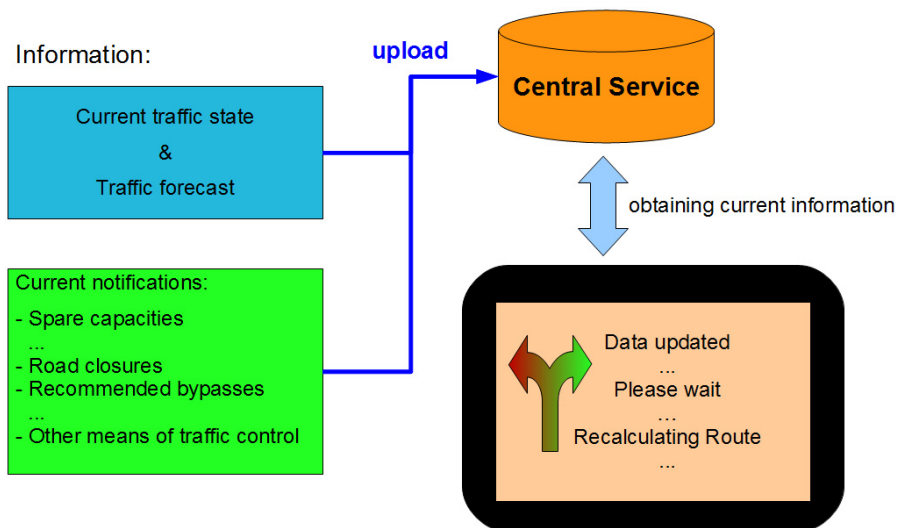 Information:
upload
Central Service
Current traffic state
&
Traffic forecast
obtaining current information
Current notifications:
- Spare capacities
...
- Road closures
- Recommended bypasses
...
- Other means of traffic control
Data updated
...
Please wait
...
Recalculating Route
...